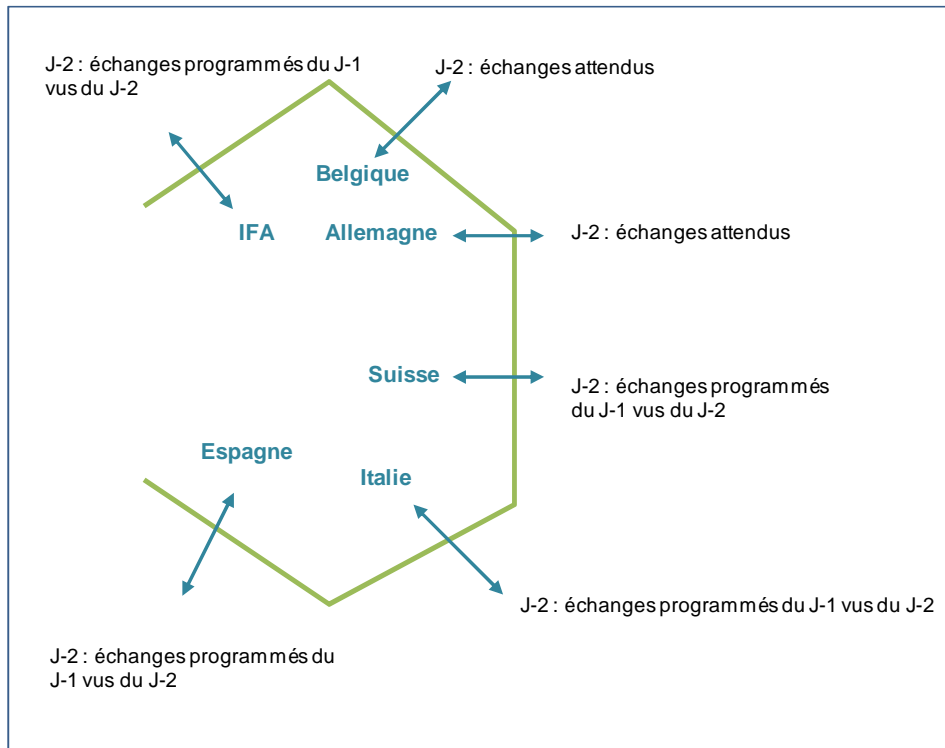 J-2 : échanges programmés du J-1
vus du J-2
J-2 : échanges attendus
Belgique
IFA
Allemagne
J-2 : échanges attendus
Suisse
J-2 : échanges programmés
du J-1 vus du J-2
Espagne
Italie
J-2 : échanges programmés du J-1 vus du J-2
J-2 : échanges programmés du
J-1 vus du J-2